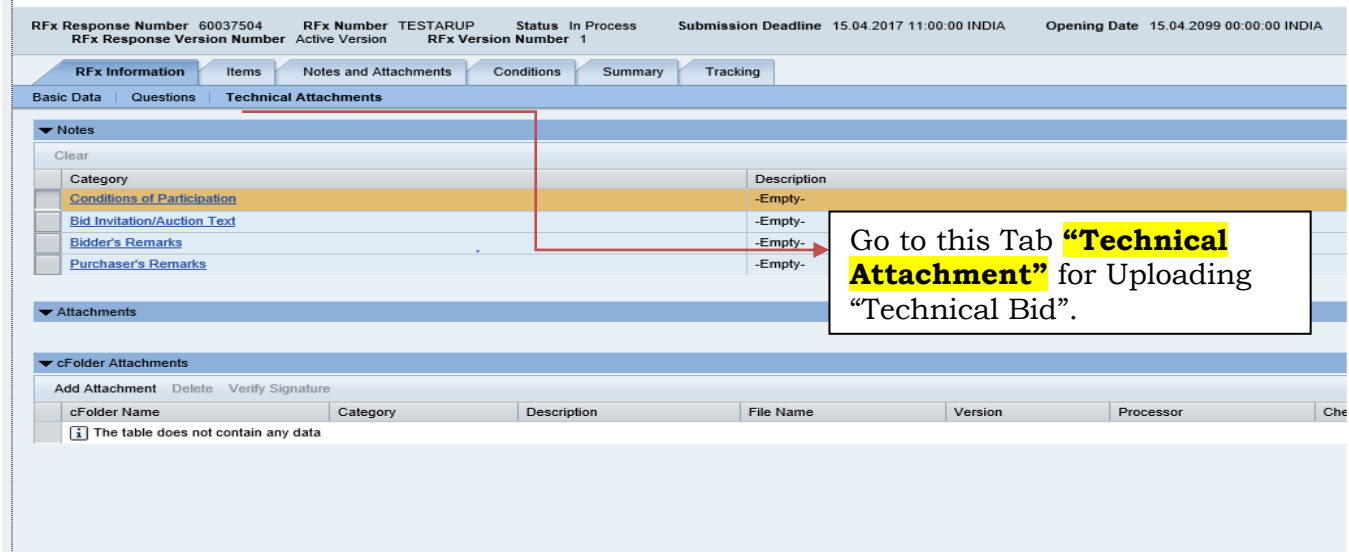 RFx Response Number 60037504 RFx Number TESTARUP Status In Process Submission Deadline 15.04.2017 11:00:00 INDIA Opening Date 15.04.2099 00:00:00 INDIA
RFx Response Version Number Active Version RFx Version Number 1
RFx Information Items Notes and Attachments Conditions Summary Tracking
Basic Data | Questions | Technical Attachments
Notes
Clear
Category Description
Conditions of Participation -Empty-
Bid Invitation/Auction Text -Empty-
Bidder's Remarks -Empty-
Purchaser's Remarks -Empty-
Go to this Tab “Technical
Attachment” for Uploading
“Technical Bid”.
Attachments
cFolder Attachments
Add Attachment Delete Verify Signature
cFolder Name Category Description File Name Version Processor Che
The table does not contain any data